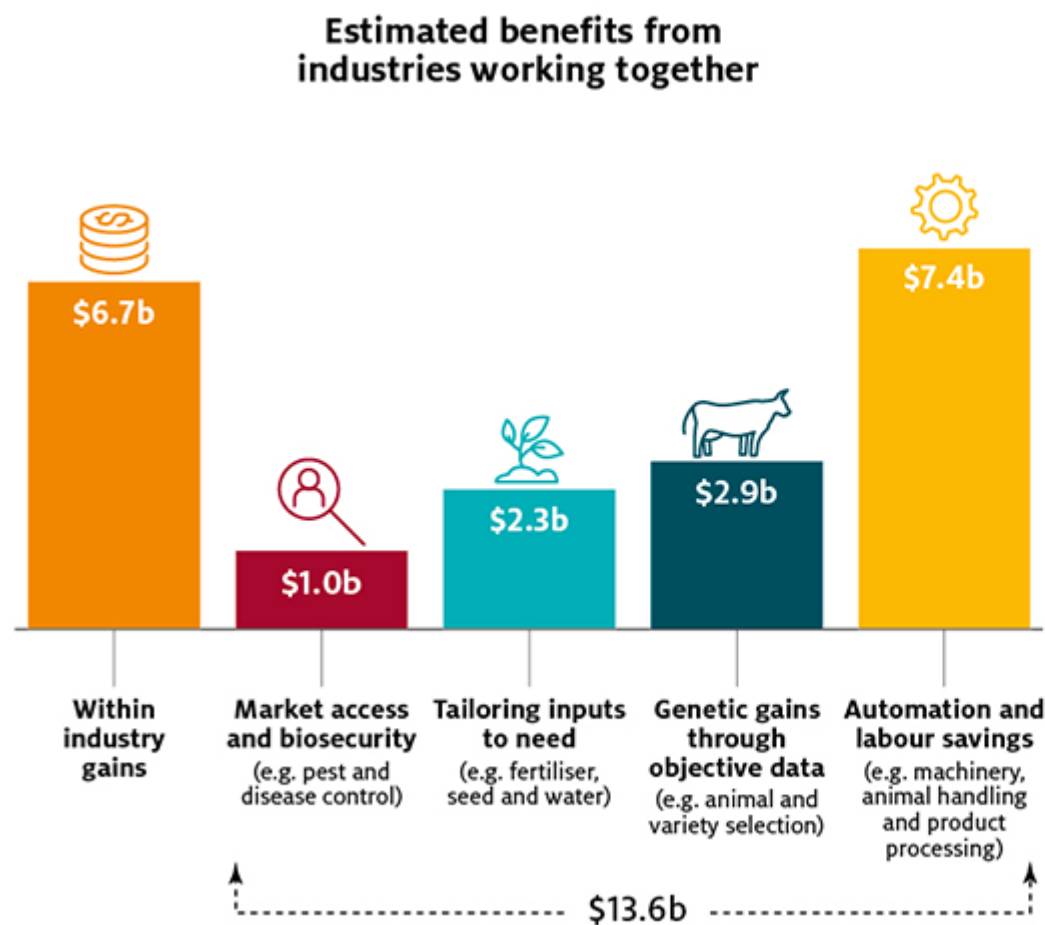 Estimated benefits from
industries working together
$
$6.7b
$1.0b
$2.3b
$2.9b
$7.4b
Within
industry
gains
Market access
and biosecurity
(e.g. pest and
disease control)
Tailoring inputs
to need
(e.g. fertiliser,
seed and water)
Genetic gains
through
objective data
(e.g. animal and
variety selection)
Automation and
labour savings
(e.g. machinery,
animal handling
and product
processing)
$13.6b